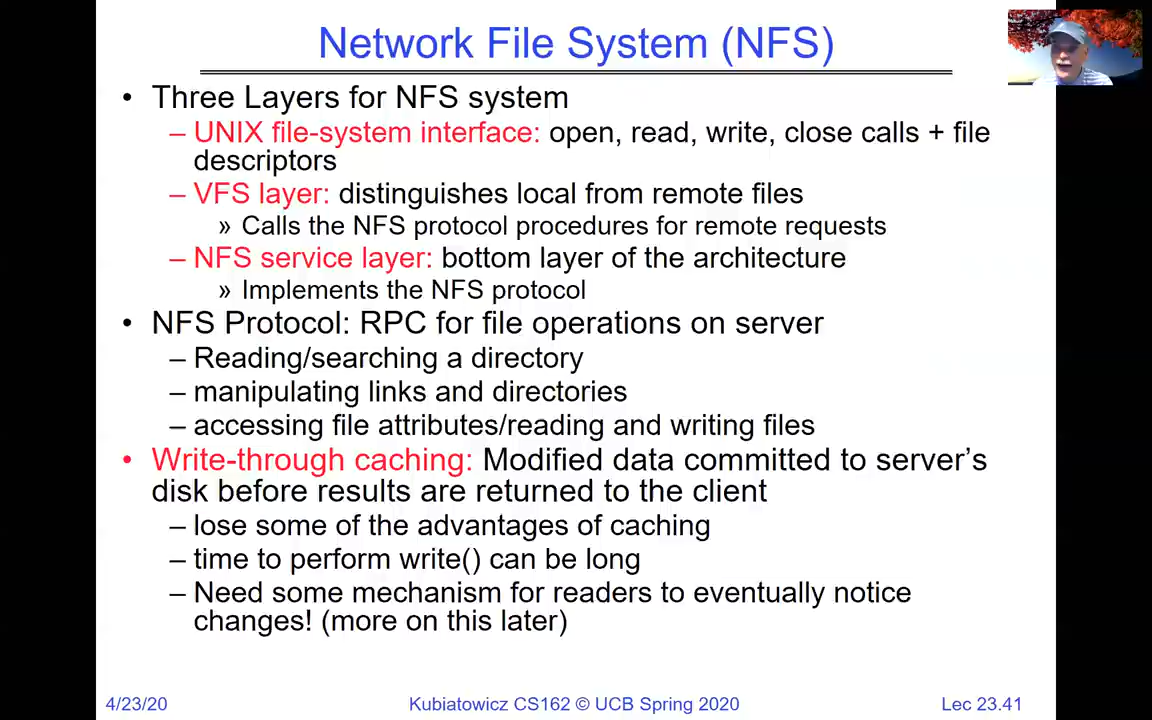 Network File System (NFS)
• Three Layers for NFS system
– UNIX file-system interface: open, read, write, close calls + file
descriptors
– VFS layer: distinguishes local from remote files
» Calls the NFS protocol procedures for remote requests
– NFS service layer: bottom layer of the architecture
» Implements the NFS protocol
• NFS Protocol: RPC for file operations on server
– Reading/searching a directory
– manipulating links and directories
– accessing file attributes/reading and writing files
• Write-through caching: Modified data committed to server’s
disk before results are returned to the client
– lose some of the advantages of caching
– time to perform write() can be long
– Need some mechanism for readers to eventually notice
changes! (more on this later)
4/23/20 Kubiatowicz CS162 © UCB Spring 2020 Lec 23.41